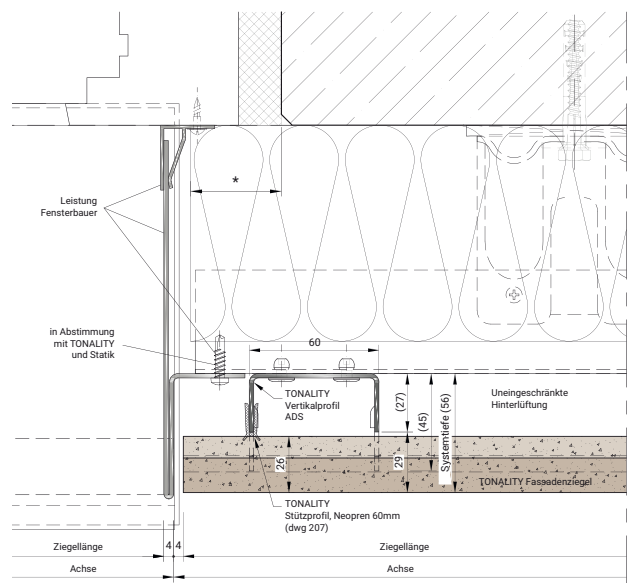 *
Leistung
Fensterbauer
in Abstimmung
mit TONALITY
und Statik
60
TONALITY
Vertikalprofil
ADS
(27)
(45)
Systemtiefe (56)
Uneingeschränkte
Hinterlüftung
26
29
TONALITY Fassadenziegel
TONALITY
Stützprofil, Neopren 60mm
(dwg 207)
Ziegellänge
4
4
Ziegellänge
Achse
Achse